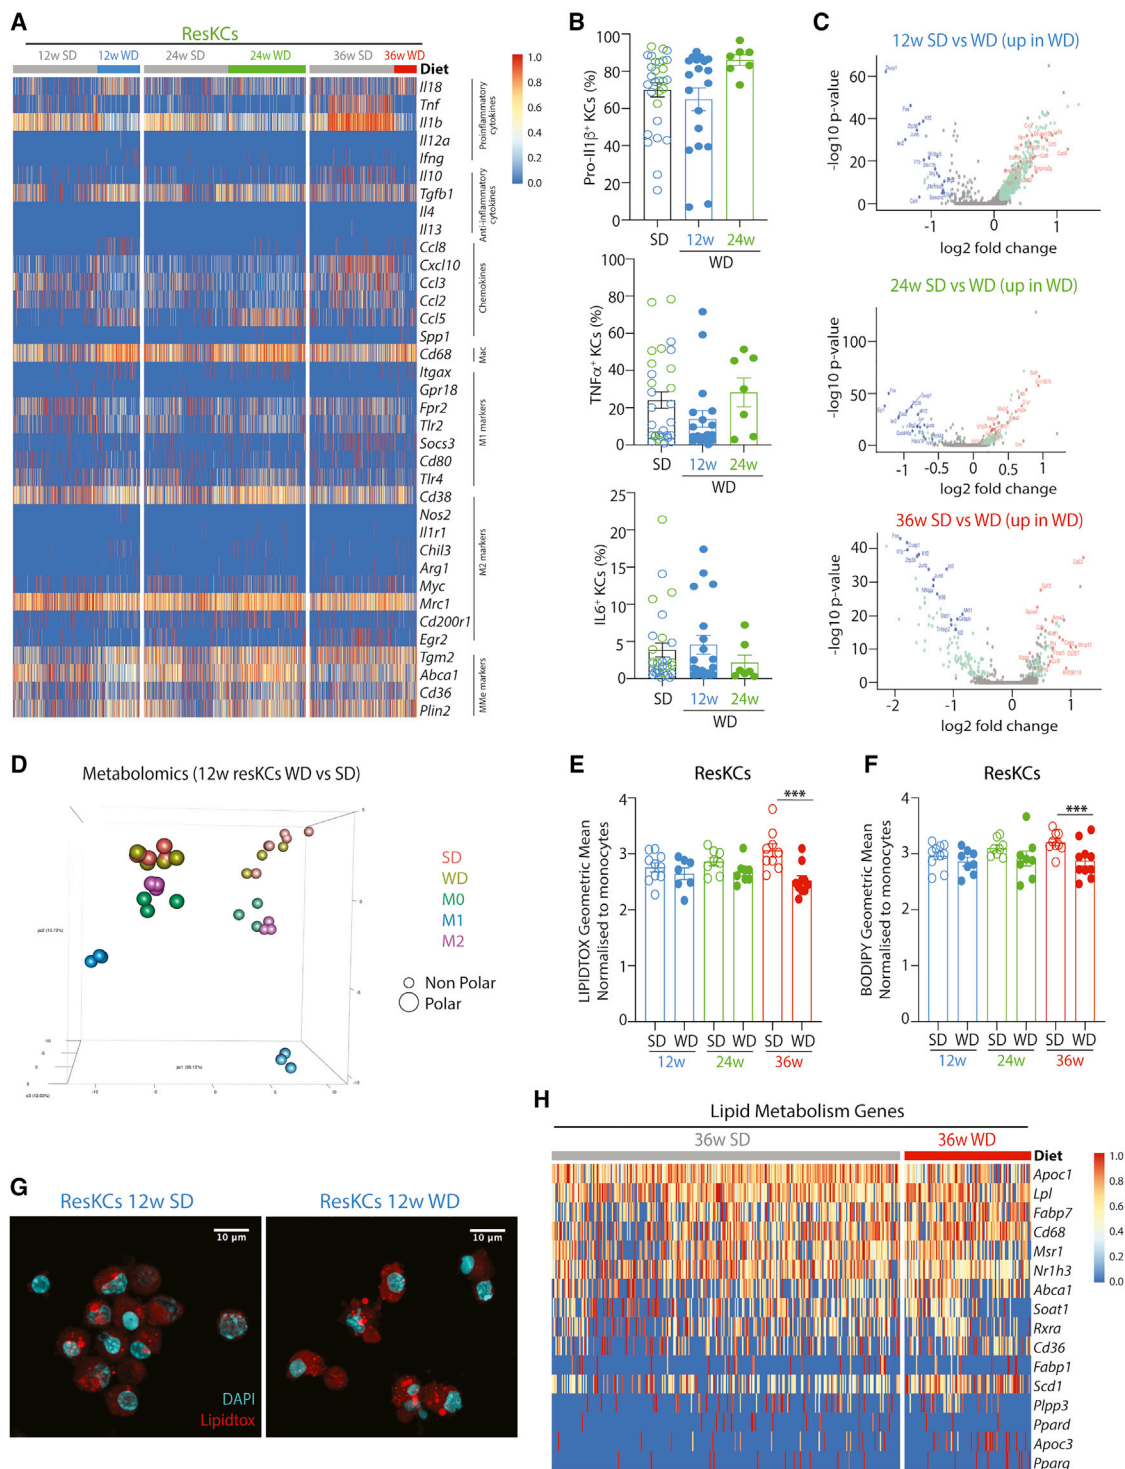 A
ResKCs
12w SD
12w WD
24w SD
24w WD
36w SD
36w WD
Diet
Il18
Tnf
Il1b
Il12a
Ifng
Il10
Tgfb1
Il4
Il13
Ccl8
Cxcl10
Ccl3
Ccl2
Ccl5
Spp1
Cd68
Itgax
Gpr18
Fpr2
Tlr2
Socs3
Cd80
Tlr4
Cd38
Nos2
Il1r1
Chil3
Arg1
Myc
Mrc1
Cd200r1
Egr2
Tgm2
Abca1
Cd36
Plin2
Proinflammatory
cytokines
Anti-inflammatory
cytokines
Chemokines
Mac
M1 markers
M2 markers
MMe markers
1.0
0.8
0.6
0.4
0.2
0.0
B
Pro-Il1β⁺ KCs (%)
100
80
60
40
20
0
SD
12w
24w
WD
TNFα⁺ KCs (%)
100
80
60
40
20
0
SD
12w
24w
WD
IL6⁺ KCs (%)
25
20
15
10
5
0
SD
12w
24w
WD
C
12w SD vs WD (up in WD)
-log10 p-value
60
40
20
0
-1
0
1
log2 fold change
24w SD vs WD (up in WD)
-log10 p-value
100
50
0
-1
-0.5
0
0.5
1
log2 fold change
36w SD vs WD (up in WD)
-log10 p-value
40
30
20
10
0
-2
-1
0
1
log2 fold change
D
Metabolomics (12w resKCs WD vs SD)
SD
WD
M0
M1
M2
Non Polar
Polar
E
ResKCs
LIPIDTOX Geometric Mean
Normalised to monocytes
4
3
2
1
0
***
SD
WD
SD
WD
SD
WD
12w
24w
36w
F
ResKCs
BODIPY Geometric Mean
Normalised to monocytes
4
3
2
1
0
***
SD
WD
SD
WD
SD
WD
12w
24w
36w
G
ResKCs 12w SD
ResKCs 12w WD
10 µm
10 µm
DAPI
Lipidtox
H
Lipid Metabolism Genes
36w SD
36w WD
Diet
Apoc1
Lpl
Fabp7
Cd68
Msr1
Nr1h3
Abca1
Soat1
Rxra
Cd36
Fabp1
Scd1
Plpp3
Ppard
Apoc3
Pparg
1.0
0.8
0.6
0.4
0.2
0.0